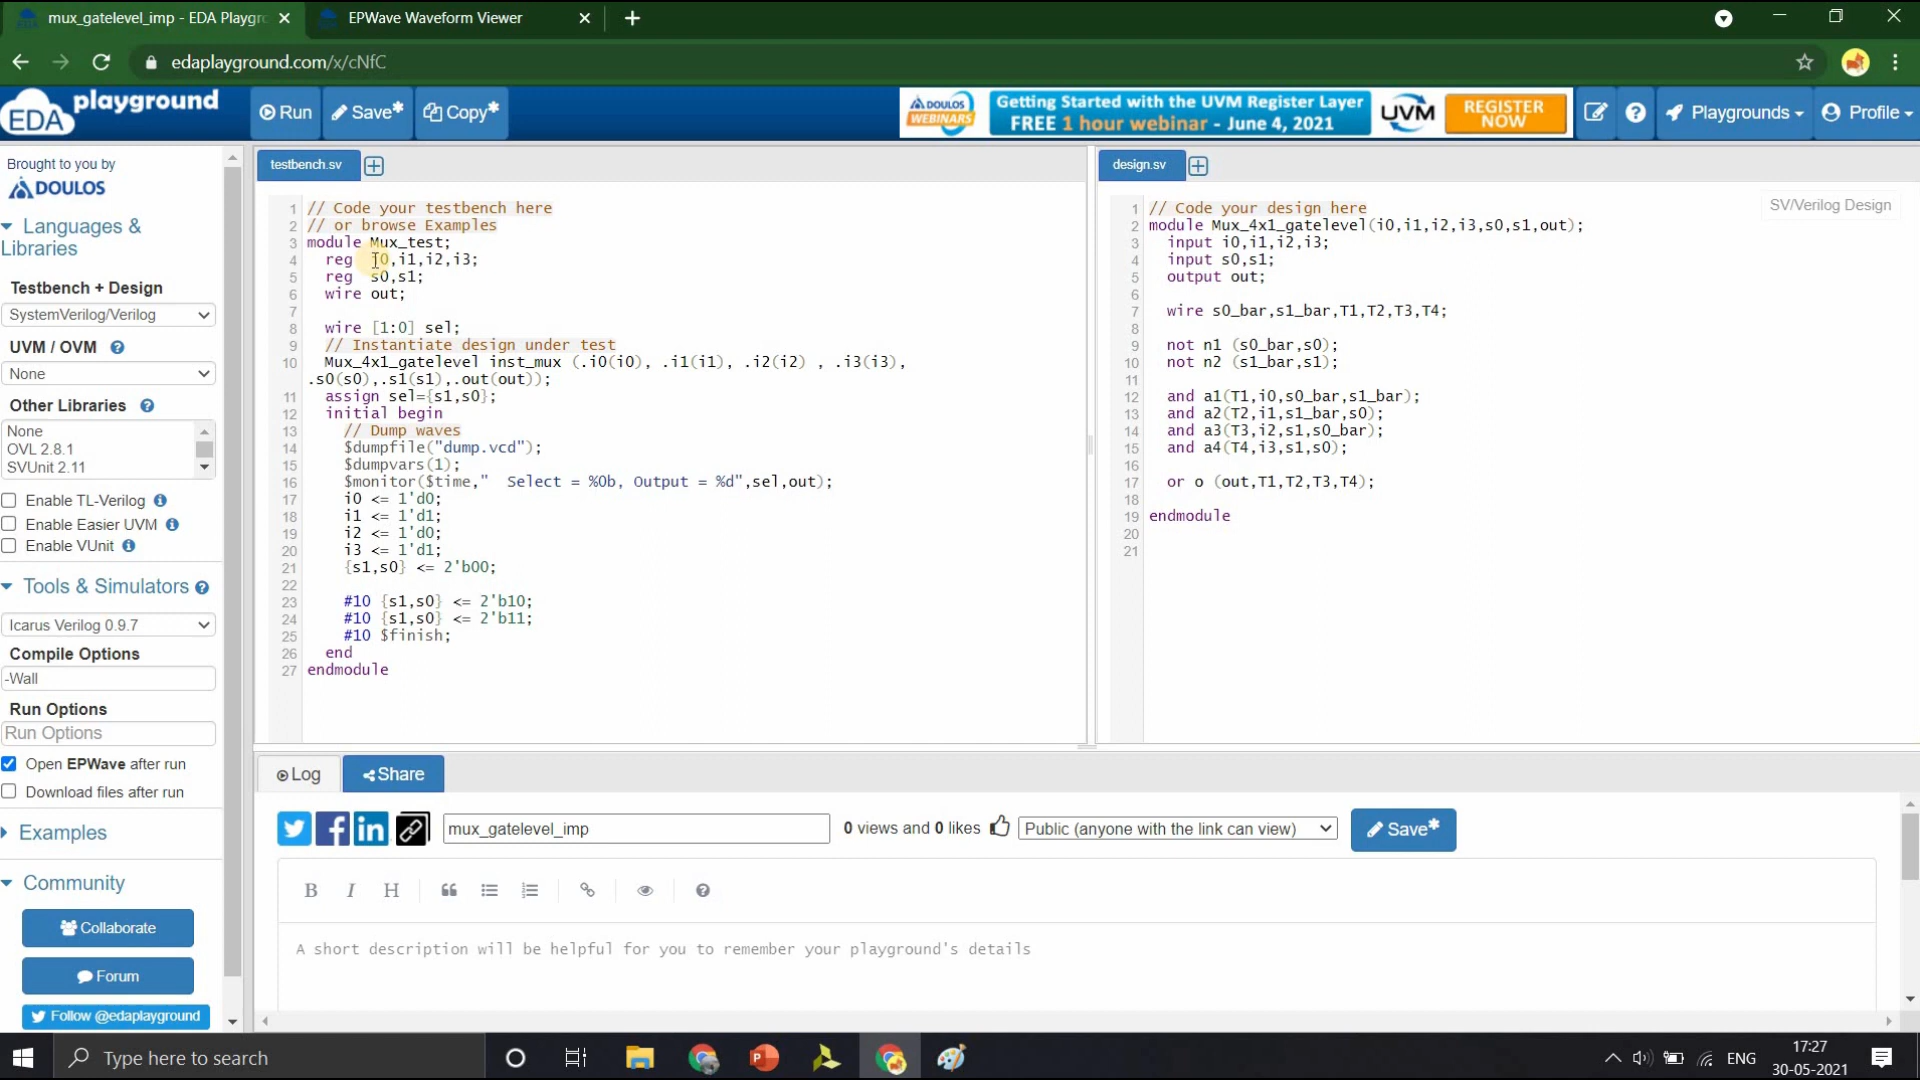 mux_gatelevel_imp - EDA Playgr
EPWave Waveform Viewer
edaplayground.com/x/cNfC
EDA playground
Run
Save*
Copy*
DOULOS WEBINARS
Getting Started with the UVM Register Layer
FREE 1 hour webinar - June 4, 2021
UVM
REGISTER NOW
Playgrounds
Profile
Brought to you by
DOULOS
Languages & Libraries
Testbench + Design
SystemVerilog/Verilog
UVM / OVM
None
Other Libraries
None
OVL 2.8.1
SVUnit 2.11
Enable TL-Verilog
Enable Easier UVM
Enable VUnit
Tools & Simulators
Icarus Verilog 0.9.7
Compile Options
-Wall
Run Options
Run Options
Open EPWave after run
Download files after run
Examples
Community
Collaborate
Forum
Follow @edaplayground
testbench.sv
1 // Code your testbench here
2 // or browse Examples
3 module Mux_test;
4 reg i0,i1,i2,i3;
5 reg s0,s1;
6 wire out;
7
8 wire [1:0] sel;
9 // Instantiate design under test
10 Mux_4x1_gatelevel inst_mux (.i0(i0), .i1(i1), .i2(i2) , .i3(i3),
.s0(s0),.s1(s1),.out(out));
11 assign sel={s1,s0};
12 initial begin
13 // Dump waves
14 $dumpfile("dump.vcd");
15 $dumpvars(1);
16 $monitor($time,"  Select = %0b, Output = %d",sel,out);
17 i0 <= 1'd0;
18 i1 <= 1'd1;
19 i2 <= 1'd0;
20 i3 <= 1'd1;
21 {s1,s0} <= 2'b00;
22
23 #10 {s1,s0} <= 2'b10;
24 #10 {s1,s0} <= 2'b11;
25 #10 $finish;
26 end
27 endmodule
design.sv
SV/Verilog Design
1 // Code your design here
2 module Mux_4x1_gatelevel(i0,i1,i2,i3,s0,s1,out);
3 input i0,i1,i2,i3;
4 input s0,s1;
5 output out;
6
7 wire s0_bar,s1_bar,T1,T2,T3,T4;
8
9 not n1 (s0_bar,s0);
10 not n2 (s1_bar,s1);
11
12 and a1(T1,i0,s0_bar,s1_bar);
13 and a2(T2,i1,s1_bar,s0);
14 and a3(T3,i2,s1,s0_bar);
15 and a4(T4,i3,s1,s0);
16
17 or o (out,T1,T2,T3,T4);
18
19 endmodule
20
21
Log
Share
mux_gatelevel_imp
0 views and 0 likes
Public (anyone with the link can view)
Save*
B I H
A short description will be helpful for you to remember your playground's details
Type here to search
ENG
17:27
30-05-2021